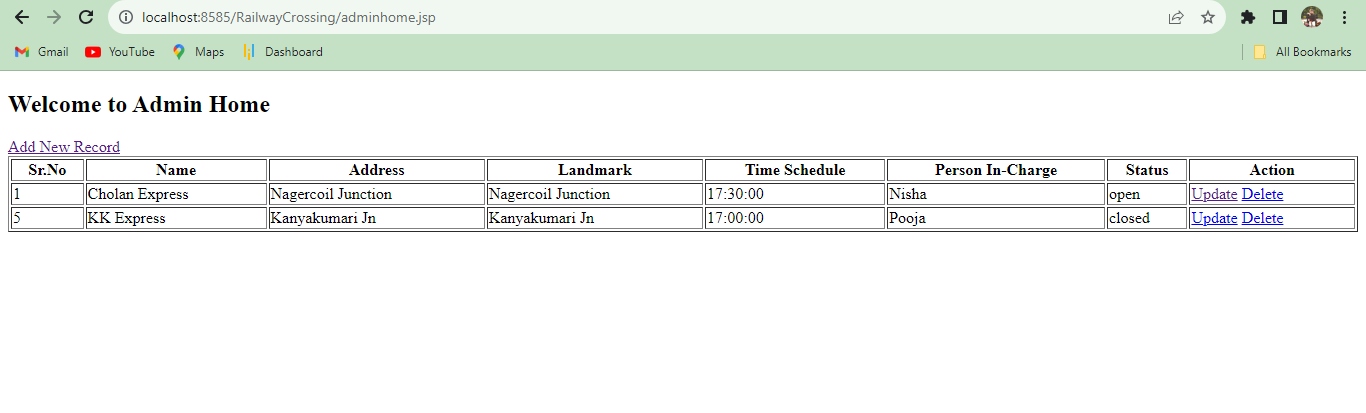 localhost:8585/RailwayCrossing/adminhome.jsp
Gmail YouTube Maps Dashboard All Bookmarks
Welcome to Admin Home
Add New Record
Sr.No Name Address Landmark Time Schedule Person In-Charge Status Action
1 Cholan Express Nagercoil Junction Nagercoil Junction 17:30:00 Nisha open Update Delete
5 KK Express Kanyakumari Jn Kanyakumari Jn 17:00:00 Pooja closed Update Delete